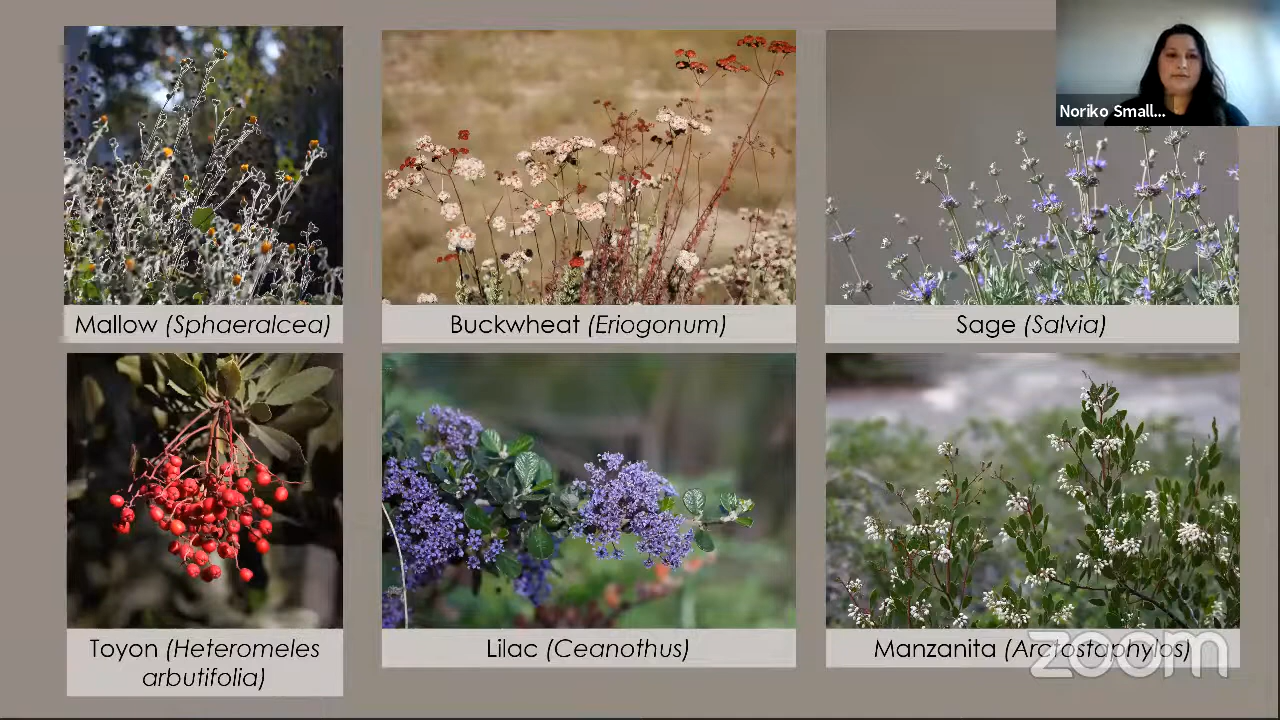 Noriko Small...
Mallow (Sphaeralcea)
Buckwheat (Eriogonum)
Sage (Salvia)
Toyon (Heteromeles
arbutifolia)
Lilac (Ceanothus)
Manzanita (Arctostaphylos)
zoom